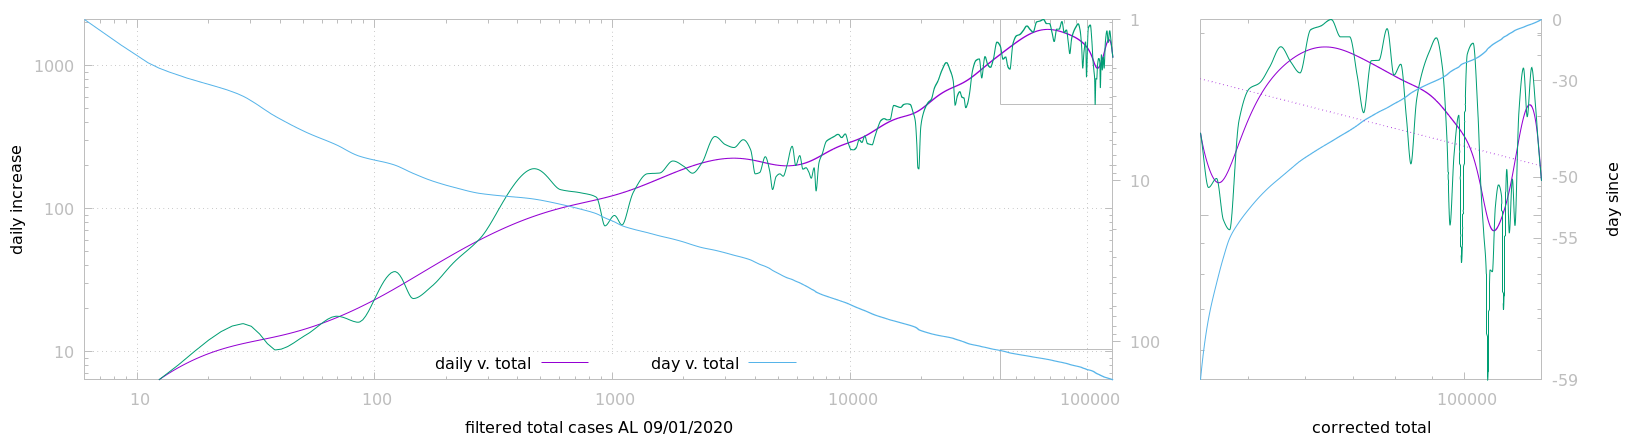 1000
100
10
daily increase
daily v. total
day v. total
10
100
1000
10000
100000
filtered total cases AL 09/01/2020
1
10
100
0
-30
-50
-55
-59
day since
100000
corrected total